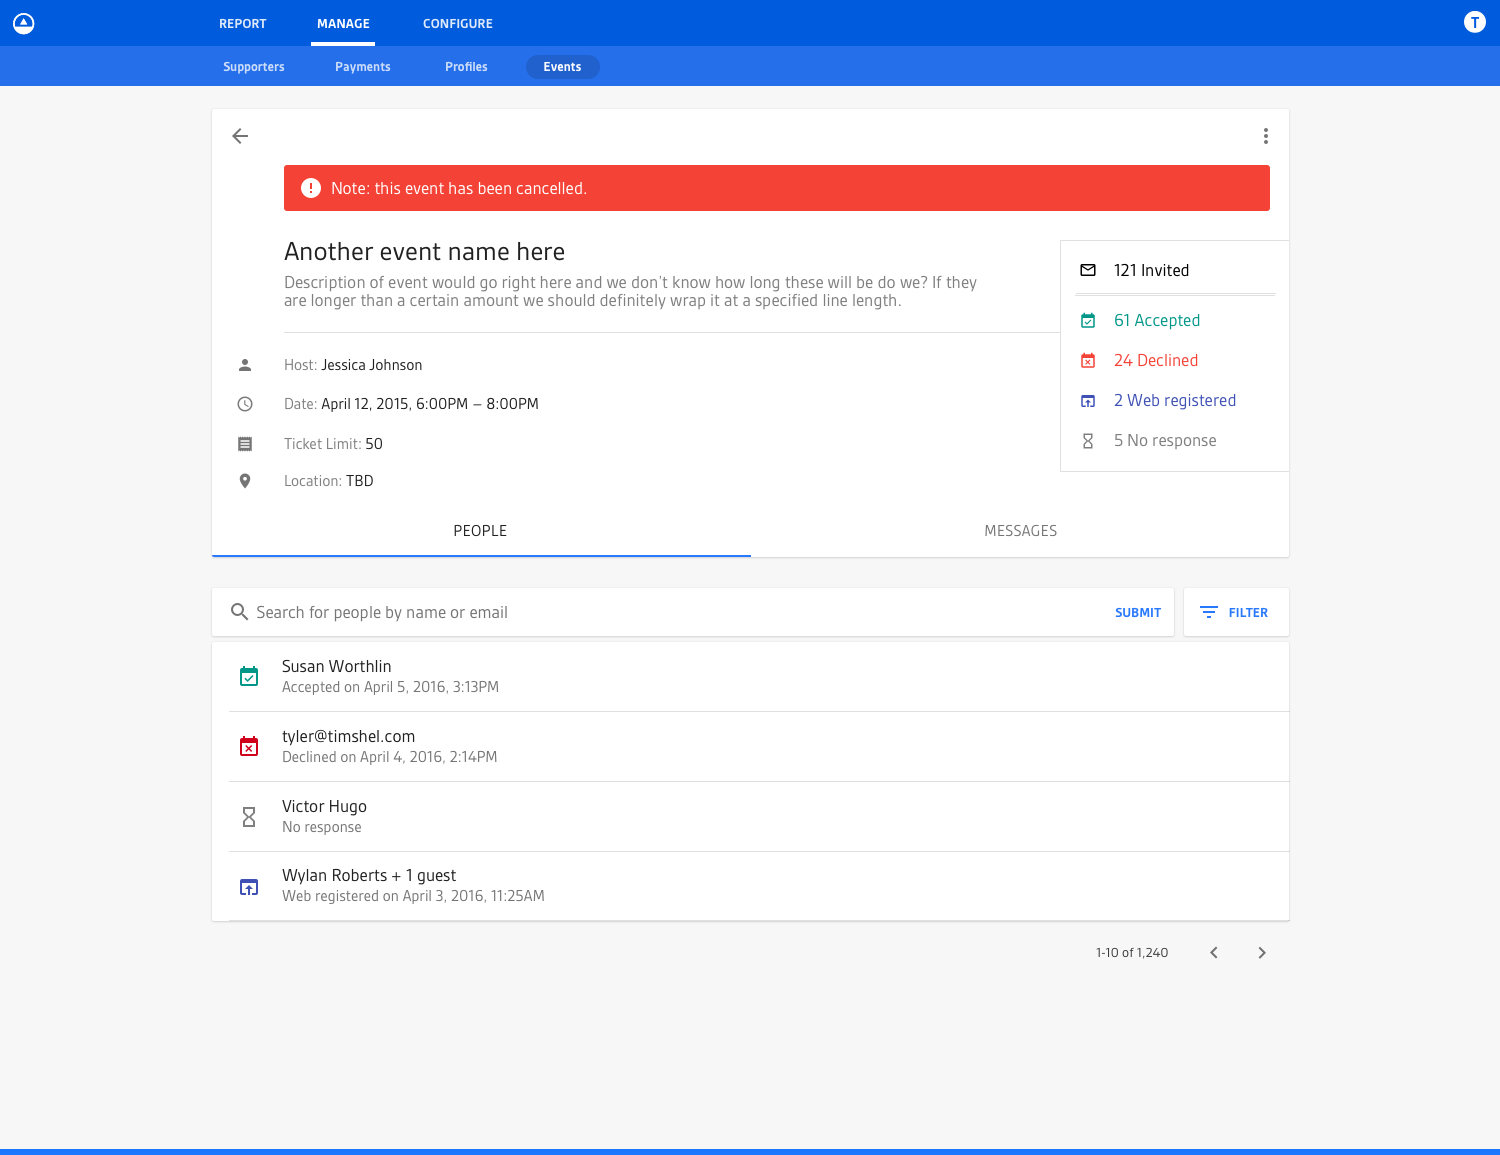 REPORT
MANAGE
CONFIGURE
T
Supporters
Payments
Profiles
Events
Note: this event has been cancelled.
Another event name here
Description of event would go right here and we don't know how long these will be do we? If they
are longer than a certain amount we should definitely wrap it at a specified line length.
121 Invited
61 Accepted
24 Declined
2 Web registered
5 No response
Host: Jessica Johnson
Date: April 12, 2015, 6:00PM – 8:00PM
Ticket Limit: 50
Location: TBD
PEOPLE
MESSAGES
Search for people by name or email
SUBMIT
FILTER
Susan Worthlin
Accepted on April 5, 2016, 3:13PM
tyler@timshel.com
Declined on April 4, 2016, 2:14PM
Victor Hugo
No response
Wylan Roberts + 1 guest
Web registered on April 3, 2016, 11:25AM
1-10 of 1,240